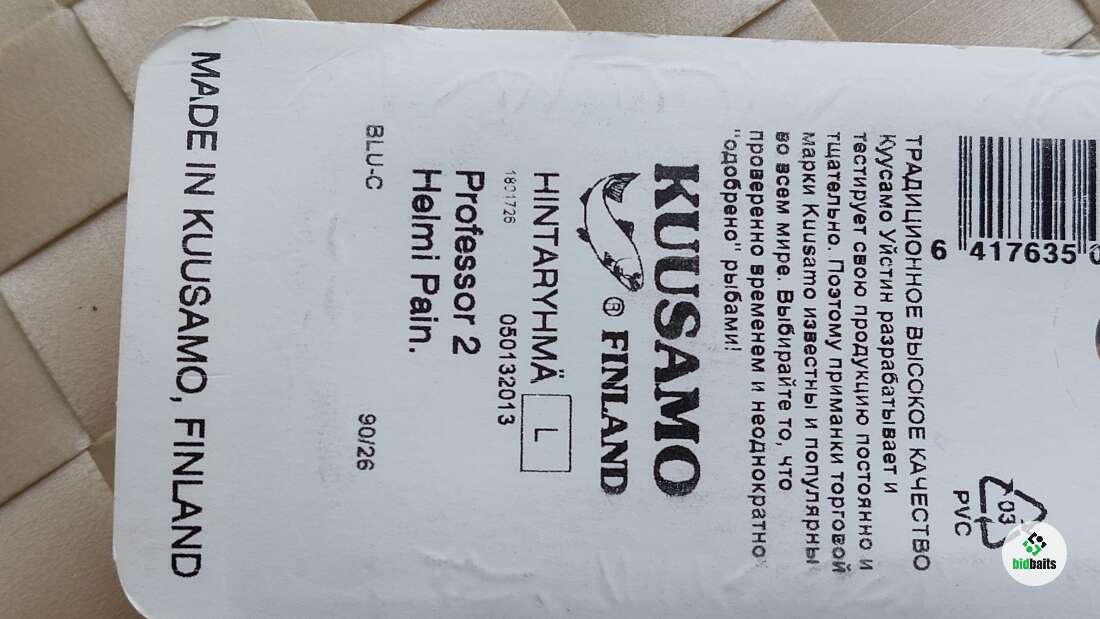 6 417635
03
PVC
ТРАДИЦИОННОЕ ВЫСОКОЕ КАЧЕСТВО
Куусамо Уйстин разрабатывает и
тестирует свою продукцию постоянно и
тщательно. Поэтому приманки торговой
марки Kuusamo известны и популярны
во всем мире. Выбирайте то, что
проверенно временем и неоднократно
"одобрено" рыбами!
KUUSAMO
® FINLAND
HINTARYHMÄ L
050132013
Professor 2
Helmi Pain.
BLU-C 90/26
MADE IN KUUSAMO, FINLAND
bidbaits